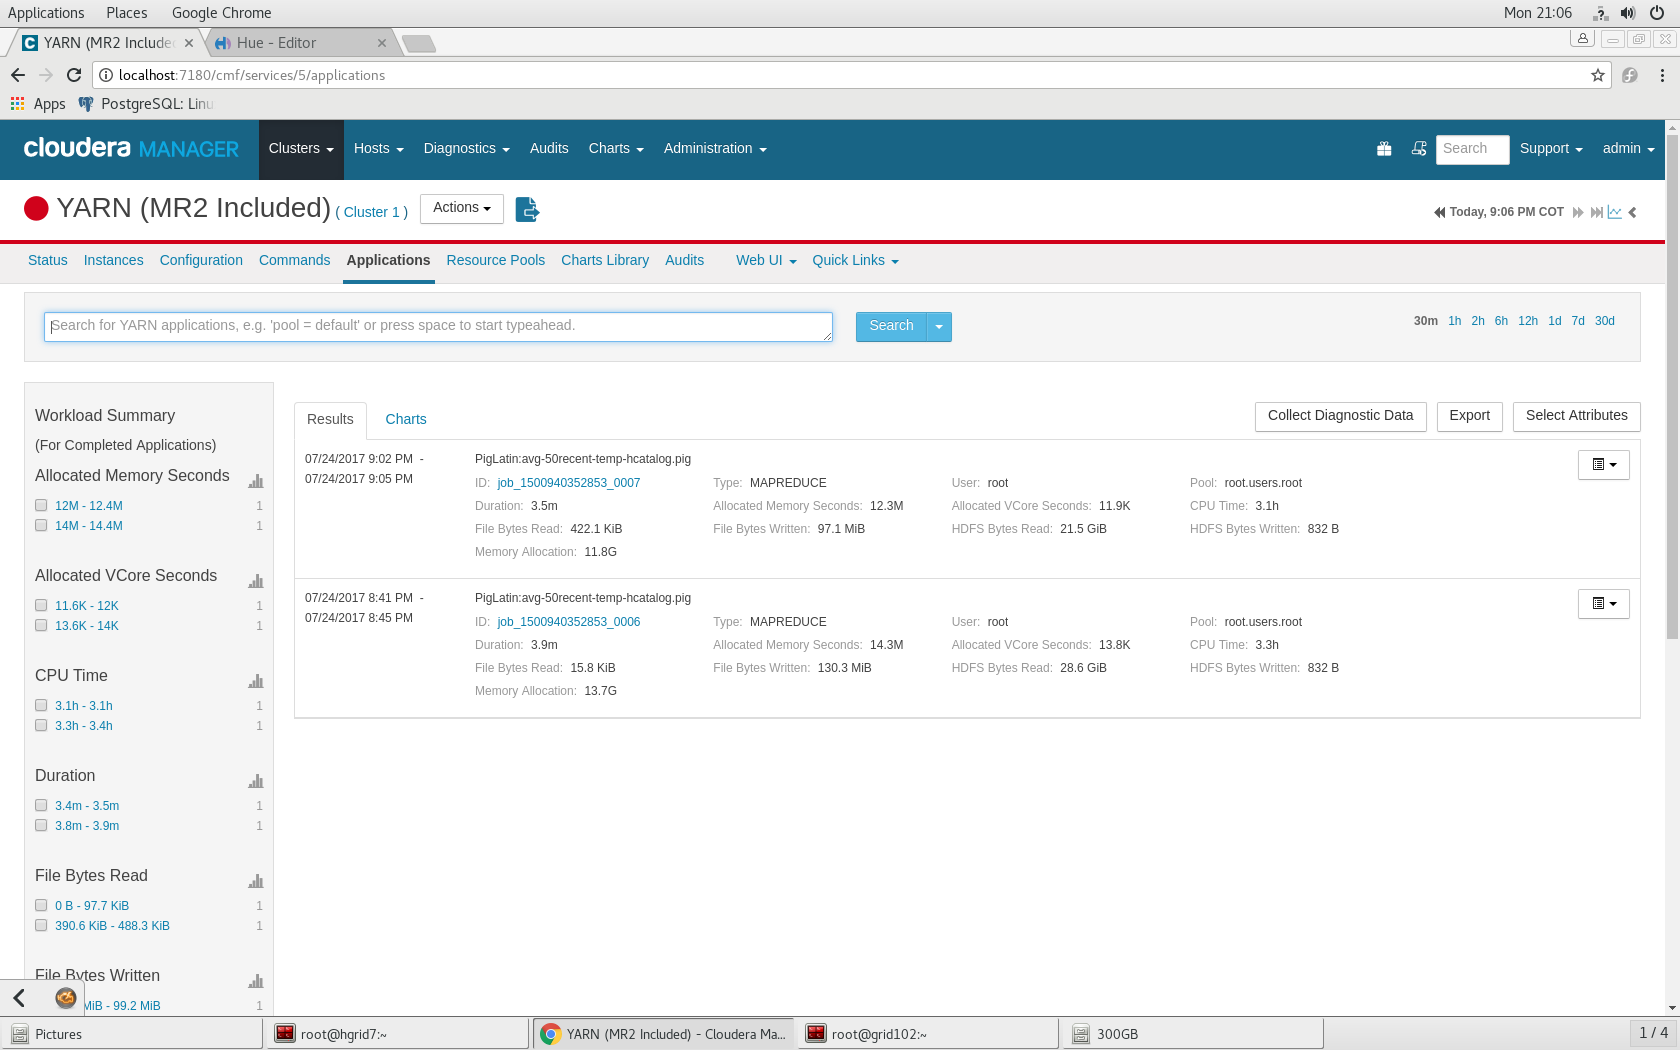 Applications Places Google Chrome Mon 21:06
YARN (MR2 Include Hue - Editor
localhost:7180/cmf/services/5/applications
Apps PostgreSQL: Linu
cloudera MANAGER Clusters Hosts Diagnostics Audits Charts Administration Search Support admin
YARN (MR2 Included) ( Cluster 1 ) Actions Today, 9:06 PM COT
Status Instances Configuration Commands Applications Resource Pools Charts Library Audits Web UI Quick Links
Search for YARN applications, e.g. 'pool = default' or press space to start typeahead. Search 30m 1h 2h 6h 12h 1d 7d 30d
Workload Summary
(For Completed Applications)
Allocated Memory Seconds
12M - 12.4M 1
14M - 14.4M 1
Allocated VCore Seconds
11.6K - 12K 1
13.6K - 14K 1
CPU Time
3.1h - 3.1h 1
3.3h - 3.4h 1
Duration
3.4m - 3.5m 1
3.8m - 3.9m 1
File Bytes Read
0 B - 97.7 KiB 1
390.6 KiB - 488.3 KiB 1
File Bytes Written
MiB - 99.2 MiB 1
Results Charts Collect Diagnostic Data Export Select Attributes
07/24/2017 9:02 PM - PigLatin:avg-50recent-temp-hcatalog.pig
07/24/2017 9:05 PM
ID: job_1500940352853_0007 Type: MAPREDUCE User: root Pool: root.users.root
Duration: 3.5m Allocated Memory Seconds: 12.3M Allocated VCore Seconds: 11.9K CPU Time: 3.1h
File Bytes Read: 422.1 KiB File Bytes Written: 97.1 MiB HDFS Bytes Read: 21.5 GiB HDFS Bytes Written: 832 B
Memory Allocation: 11.8G
07/24/2017 8:41 PM - PigLatin:avg-50recent-temp-hcatalog.pig
07/24/2017 8:45 PM
ID: job_1500940352853_0006 Type: MAPREDUCE User: root Pool: root.users.root
Duration: 3.9m Allocated Memory Seconds: 14.3M Allocated VCore Seconds: 13.8K CPU Time: 3.3h
File Bytes Read: 15.8 KiB File Bytes Written: 130.3 MiB HDFS Bytes Read: 28.6 GiB HDFS Bytes Written: 832 B
Memory Allocation: 13.7G
Pictures root@hgrid7:~ YARN (MR2 Included) - Cloudera Ma... root@grid102:~ 300GB 1 / 4